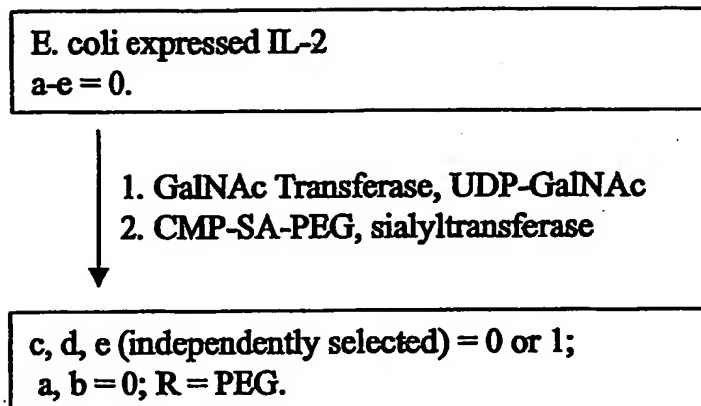 E. coli expressed IL-2
a-e = 0.
1. GalNAc Transferase, UDP-GalNAc
2. CMP-SA-PEG, sialyltransferase
c, d, e (independently selected) = 0 or 1;
a, b = 0; R = PEG.